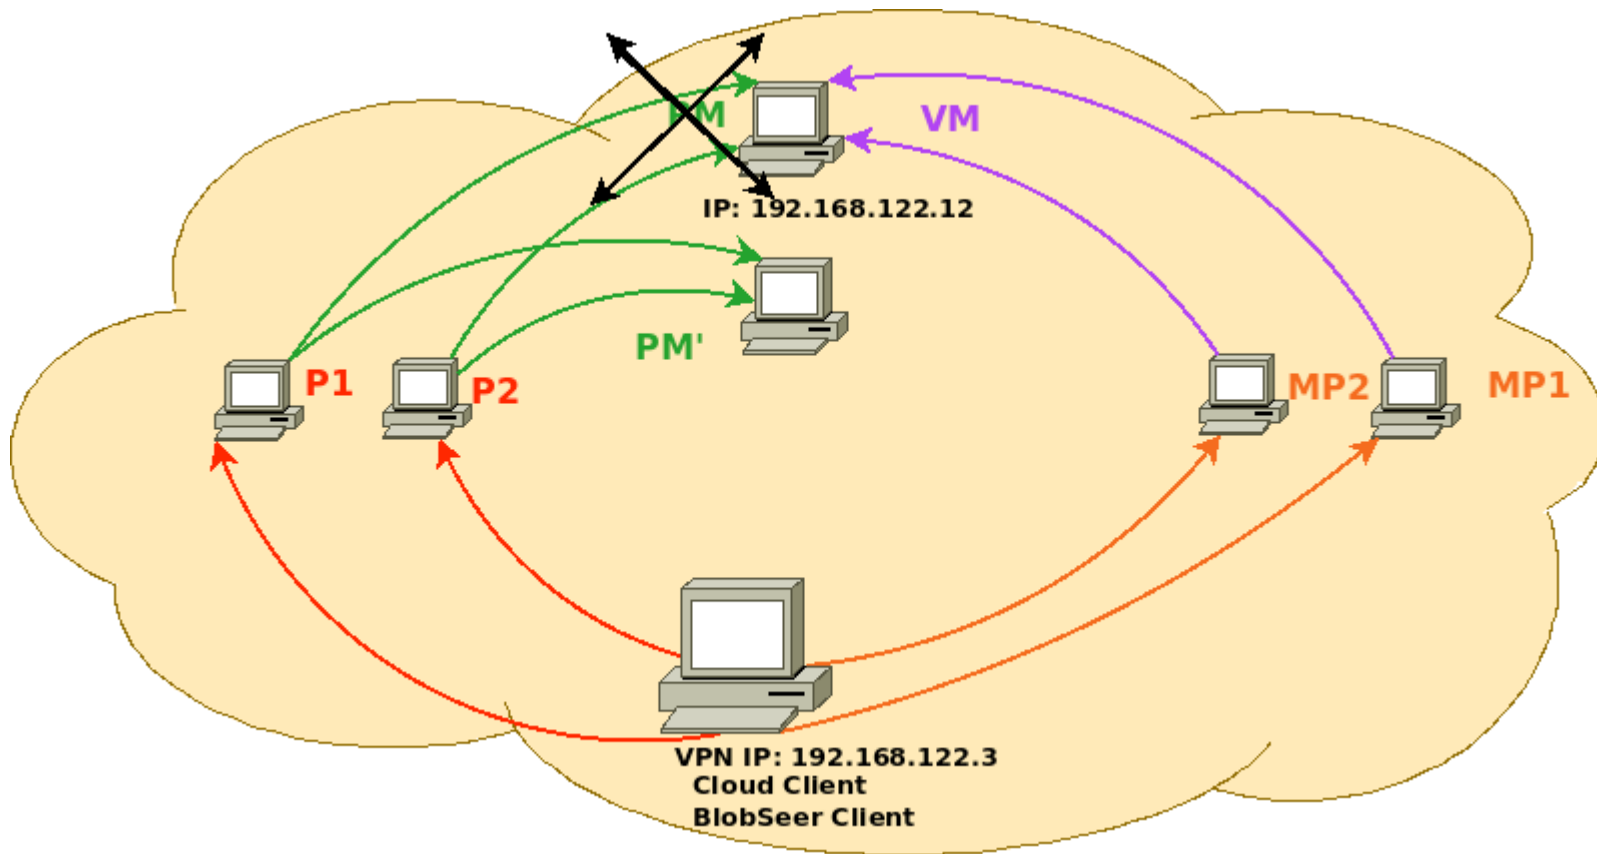 PM
VM
IP: 192.168.122.12
PM'
P1
P2
MP2
MP1
VPN IP: 192.168.122.3
Cloud Client
BlobSeer Client